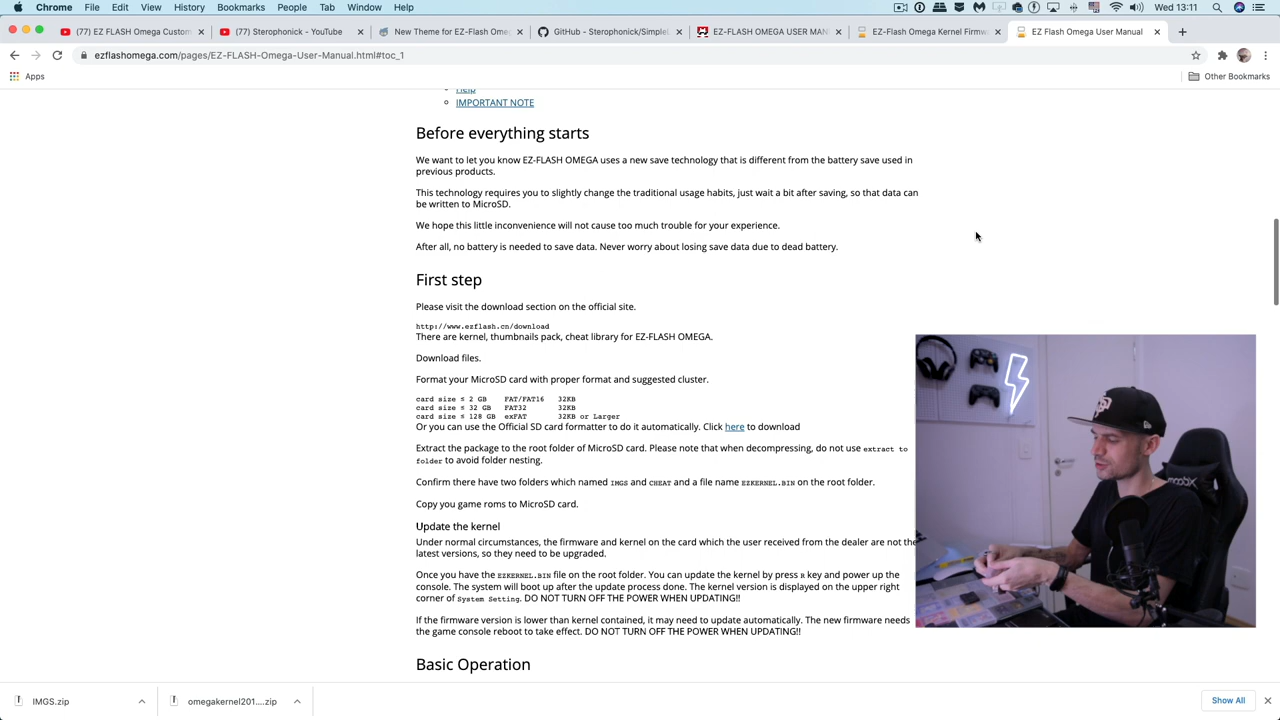 Chrome File Edit View History Bookmarks People Tab Window Help Wed 13:11
(77) EZ FLASH Omega Custom
(77) Sterophonick - YouTube
New Theme for EZ-Flash Ome
GitHub - Sterophonick/Simplel
EZ-FLASH OMEGA USER MAN
EZ-Flash Omega Kernel Firmw
EZ Flash Omega User Manual
ezflashomega.com/pages/EZ-FLASH-Omega-User-Manual.html#toc_1
Apps
Other Bookmarks
Help
IMPORTANT NOTE
Before everything starts
We want to let you know EZ-FLASH OMEGA uses a new save technology that is different from the battery save used in
previous products.
This technology requires you to slightly change the traditional usage habits, just wait a bit after saving, so that data can
be written to MicroSD.
We hope this little inconvenience will not cause too much trouble for your experience.
After all, no battery is needed to save data. Never worry about losing save data due to dead battery.
First step
Please visit the download section on the official site.
http://www.ezflash.cn/download
There are kernel, thumbnails pack, cheat library for EZ-FLASH OMEGA.
Download files.
Format your MicroSD card with proper format and suggested cluster.
card size ≤ 2 GB FAT/FAT16 32KB
card size ≤ 32 GB FAT32 32KB
card size ≤ 128 GB exFAT 32KB or Larger
Or you can use the Official SD card formatter to do it automatically. Click here to download
Extract the package to the root folder of MicroSD card. Please note that when decompressing, do not use extract to
folder to avoid folder nesting.
Confirm there have two folders which named IMGS and CHEAT and a file name EZKERNEL.BIN on the root folder.
Copy you game roms to MicroSD card.
Update the kernel
Under normal circumstances, the firmware and kernel on the card which the user received from the dealer are not the
latest versions, so they need to be upgraded.
Once you have the EZKERNEL.BIN file on the root folder. You can update the kernel by press R key and power up the
console. The system will boot up after the update process done. The kernel version is displayed on the upper right
corner of System Setting. DO NOT TURN OFF THE POWER WHEN UPDATING!!
If the firmware version is lower than kernel contained, it may need to update automatically. The new firmware needs
the game console reboot to take effect. DO NOT TURN OFF THE POWER WHEN UPDATING!!
Basic Operation
IMGS.zip
omegakernel201....zip
Show All